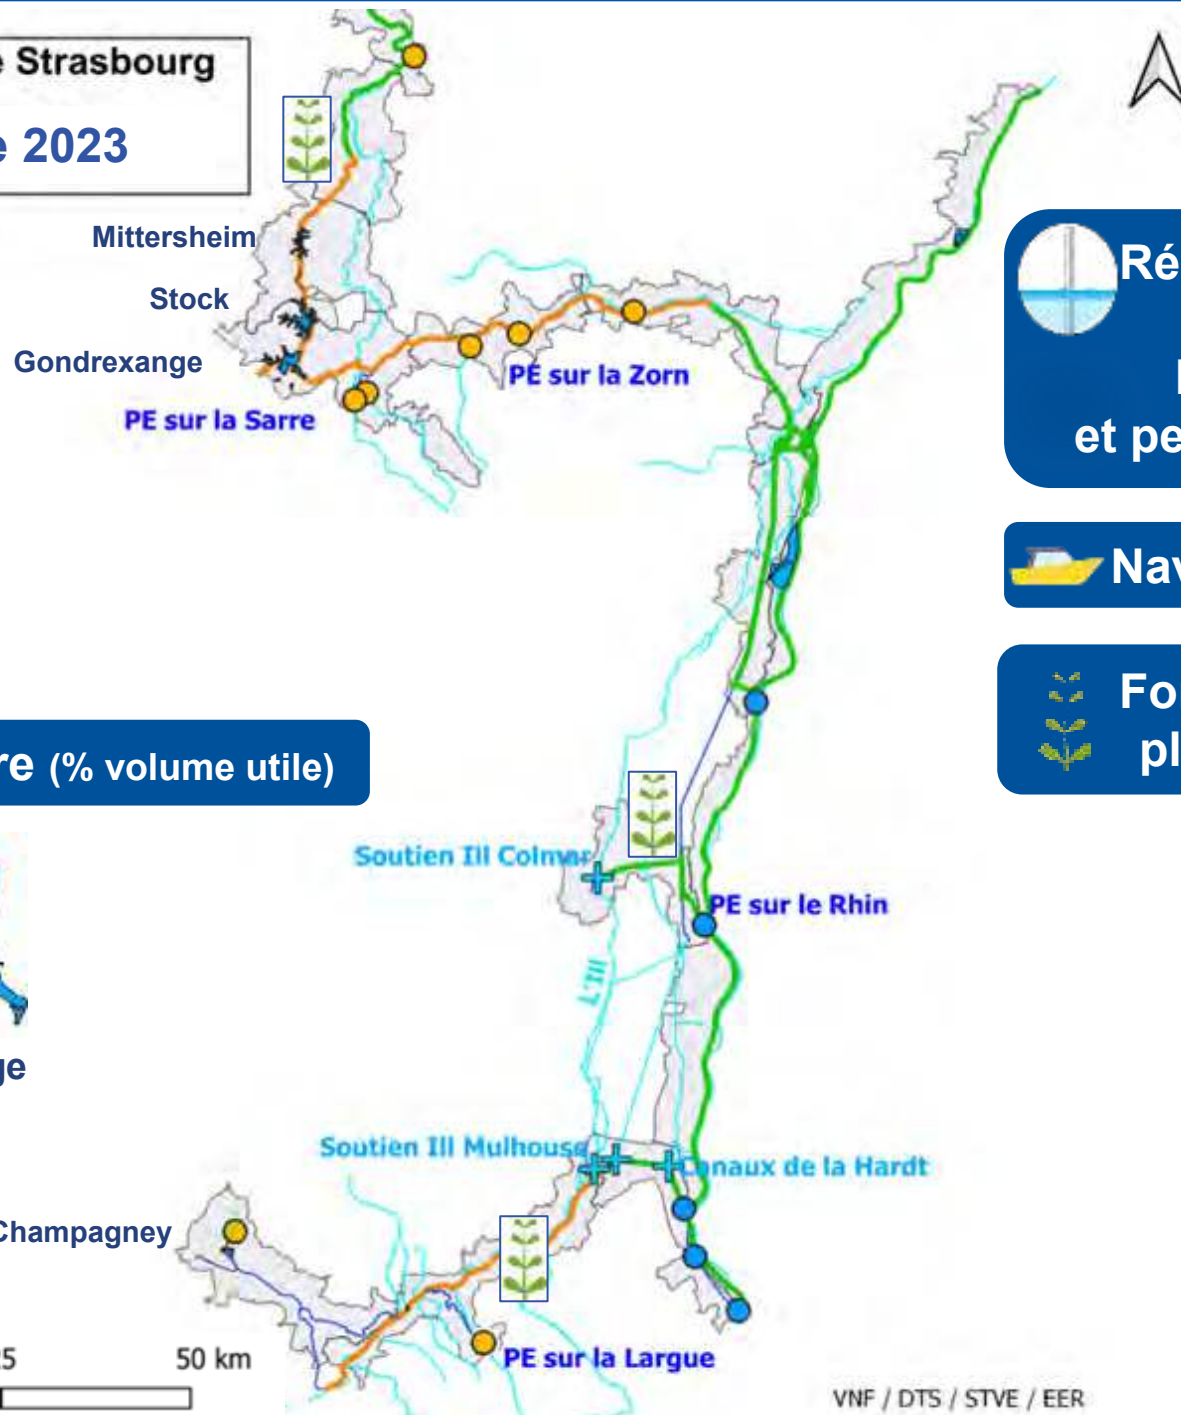 e Strasbourg
e 2023
Mittersheim
Stock
Gondrexange
PE sur la Sarre
PE sur la Zorn
Ré
et pe
Nav
Fo
pl
re (% volume utile)
Soutien Ill Colmar
PE sur le Rhin
L'Ill
ge
Soutien Ill Mulhouse
Canaux de la Hardt
Champagney
PE sur la Largue
25
50 km
VNF / DTS / STVE / EER